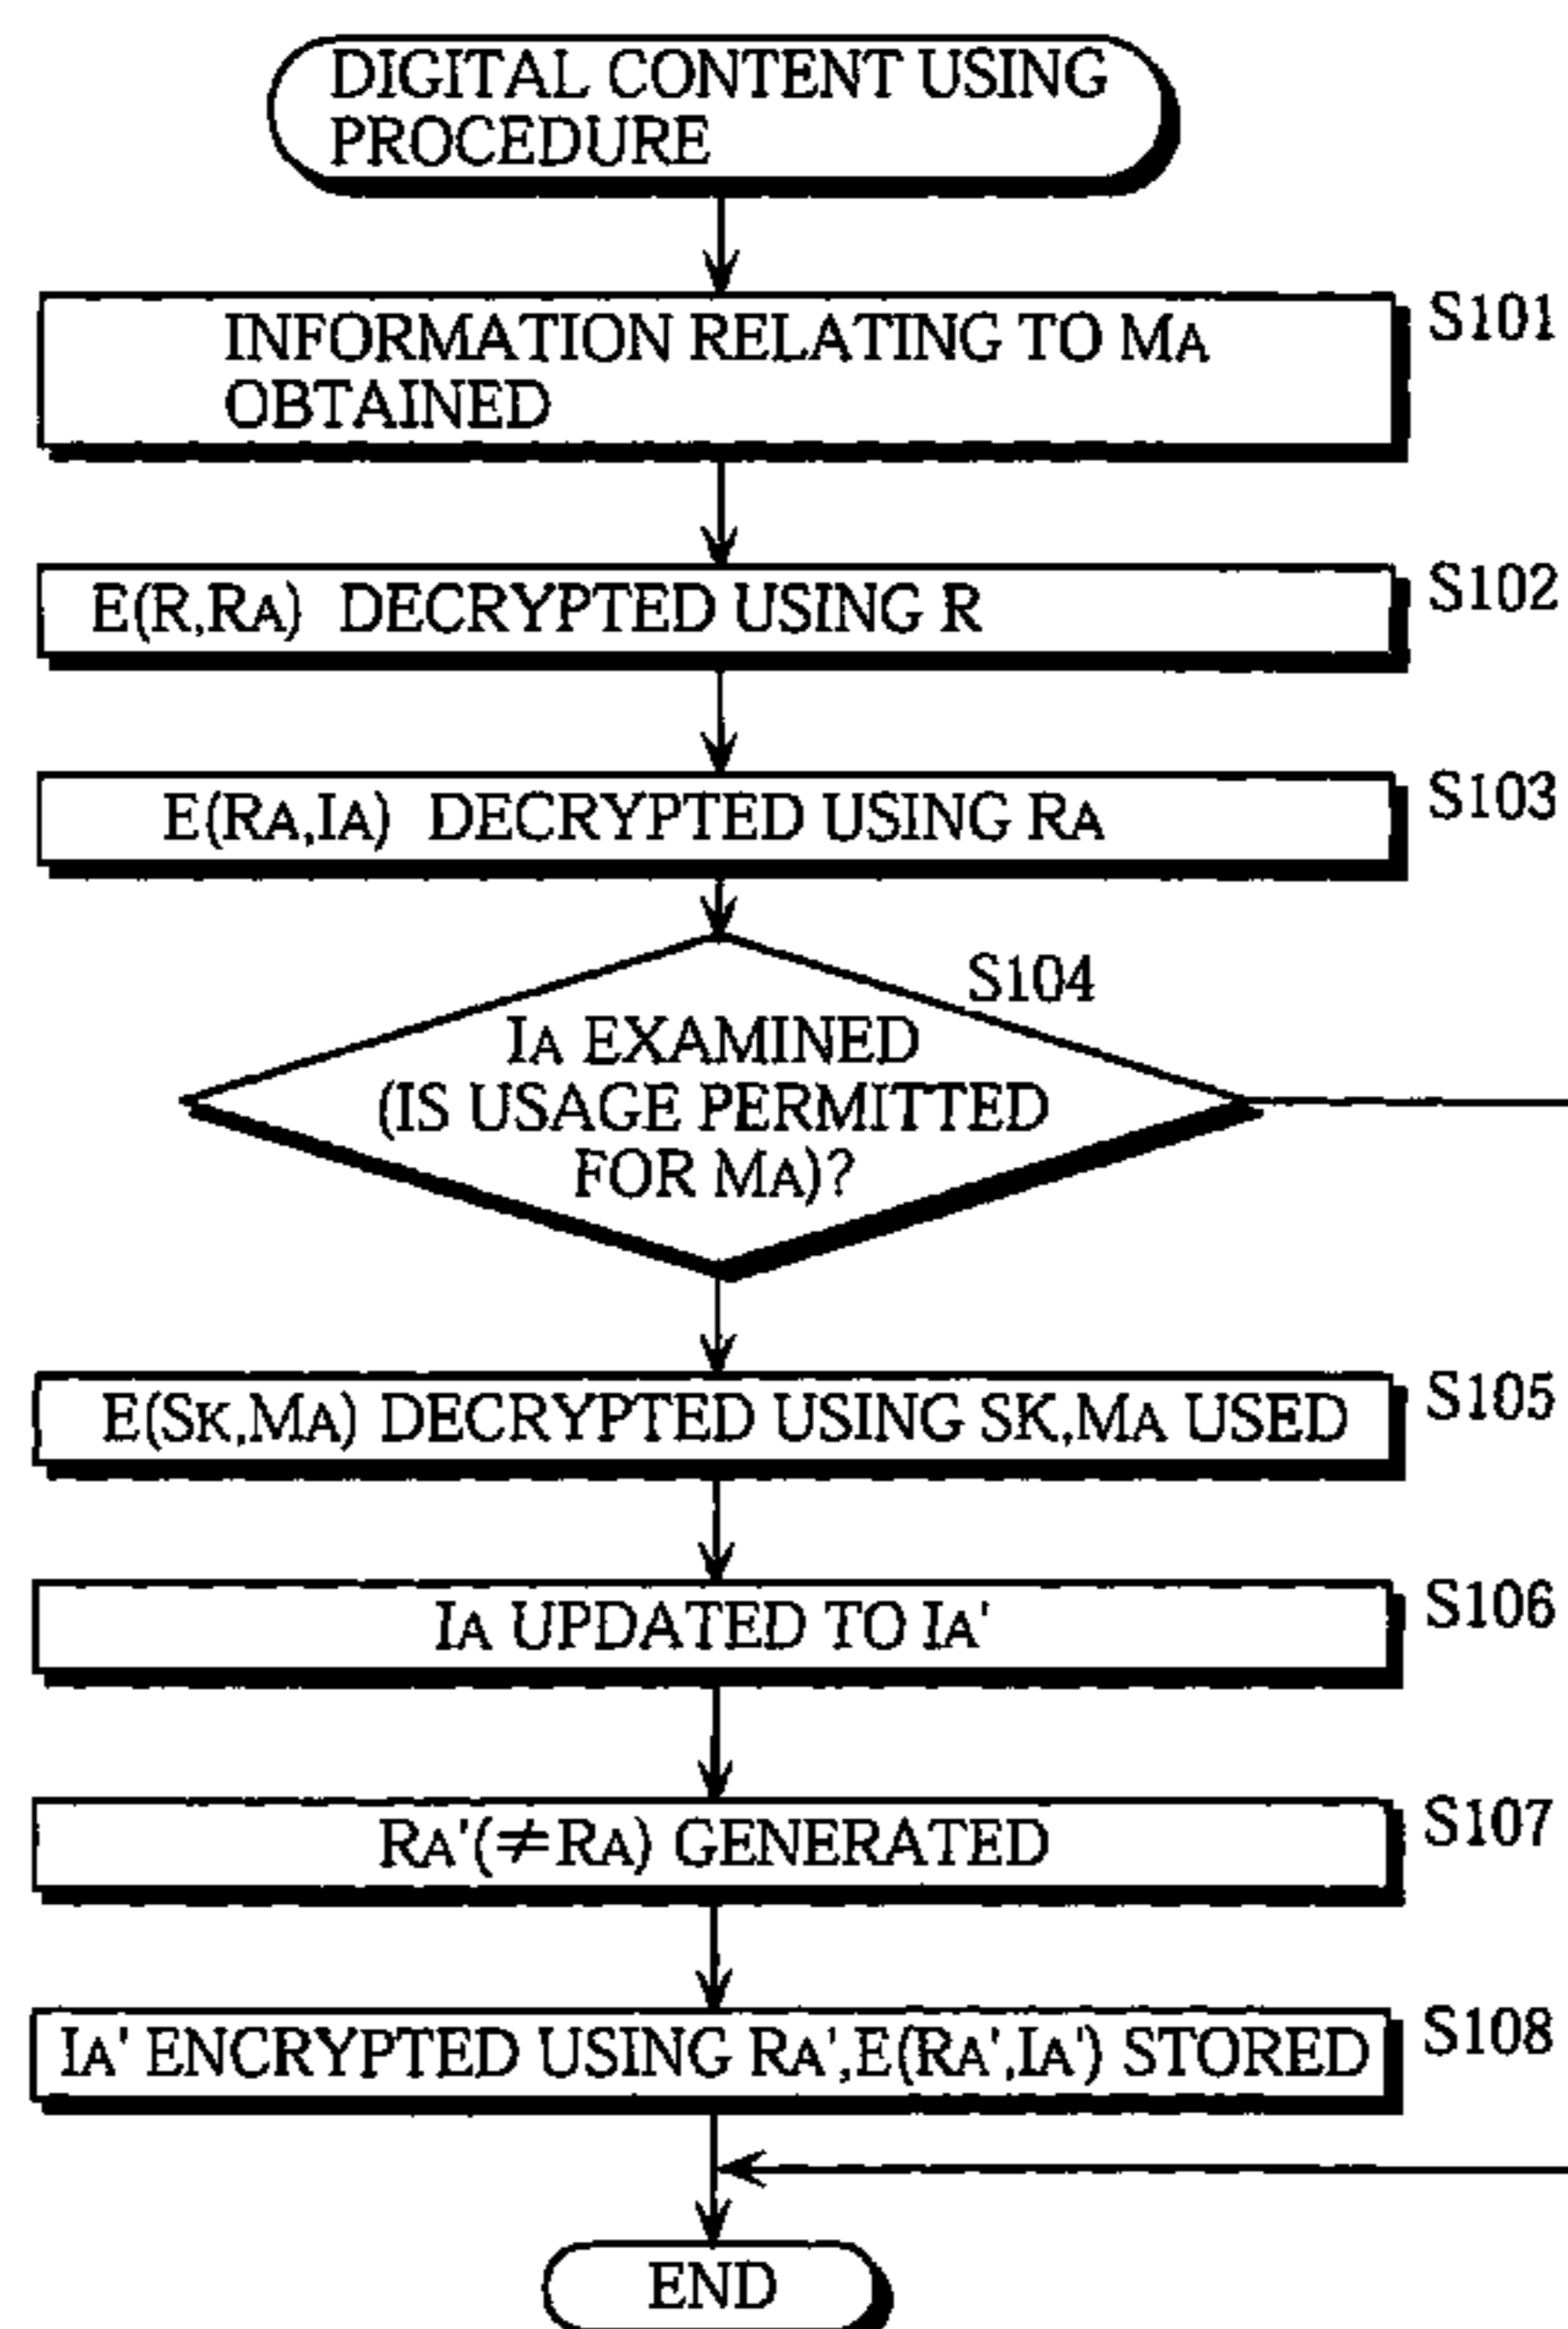 DIGITAL CONTENT USING
PROCEDURE
INFORMATION RELATING TO MA
OBTAINED
S101
E(R,RA) DECRYPTED USING R
S102
E(RA,IA) DECRYPTED USING RA
S103
S104
IA EXAMINED
(IS USAGE PERMITTED
FOR MA)?
E(SK,MA) DECRYPTED USING SK,MA USED
S105
IA UPDATED TO IA'
S106
RA'(≠RA) GENERATED
S107
IA' ENCRYPTED USING RA',E(RA',IA') STORED
S108
END